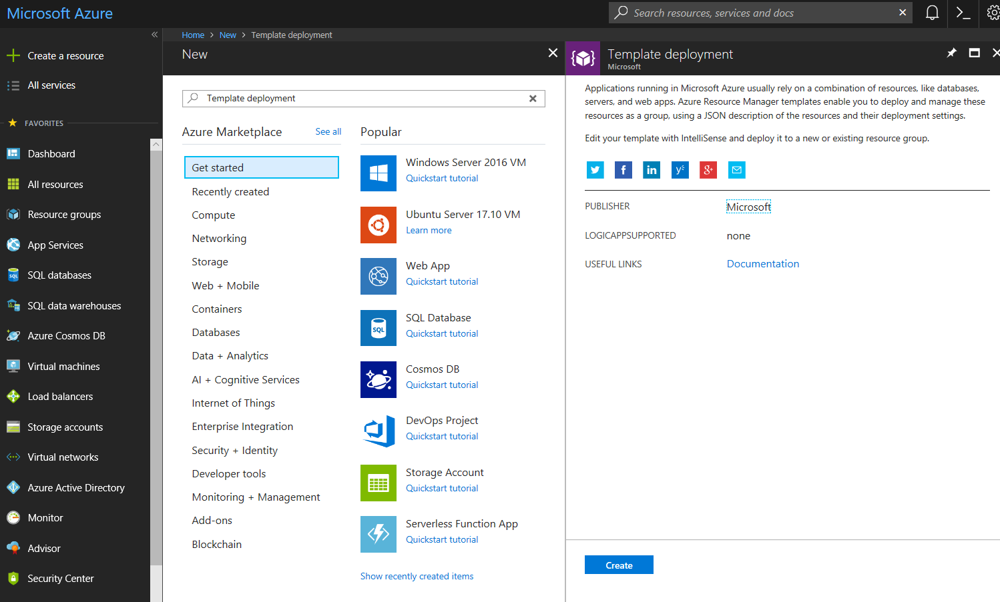 Microsoft Azure
Search resources, services and docs
Create a resource
All services
FAVORITES
Dashboard
All resources
Resource groups
App Services
SQL databases
SQL data warehouses
Azure Cosmos DB
Virtual machines
Load balancers
Storage accounts
Virtual networks
Azure Active Directory
Monitor
Advisor
Security Center
Home > New > Template deployment
New
Template deployment
Azure Marketplace
See all
Get started
Recently created
Compute
Networking
Storage
Web + Mobile
Containers
Databases
Data + Analytics
AI + Cognitive Services
Internet of Things
Enterprise Integration
Security + Identity
Developer tools
Monitoring + Management
Add-ons
Blockchain
Popular
Windows Server 2016 VM
Quickstart tutorial
Ubuntu Server 17.10 VM
Learn more
Web App
Quickstart tutorial
SQL Database
Quickstart tutorial
Cosmos DB
Quickstart tutorial
DevOps Project
Quickstart tutorial
Storage Account
Quickstart tutorial
Serverless Function App
Quickstart tutorial
Show recently created items
Template deployment
Microsoft
Applications running in Microsoft Azure usually rely on a combination of resources, like databases,
servers, and web apps. Azure Resource Manager templates enable you to deploy and manage these
resources as a group, using a JSON description of the resources and their deployment settings.
Edit your template with IntelliSense and deploy it to a new or existing resource group.
PUBLISHER
Microsoft
LOGICAPPSUPPORTED
none
USEFUL LINKS
Documentation
Create